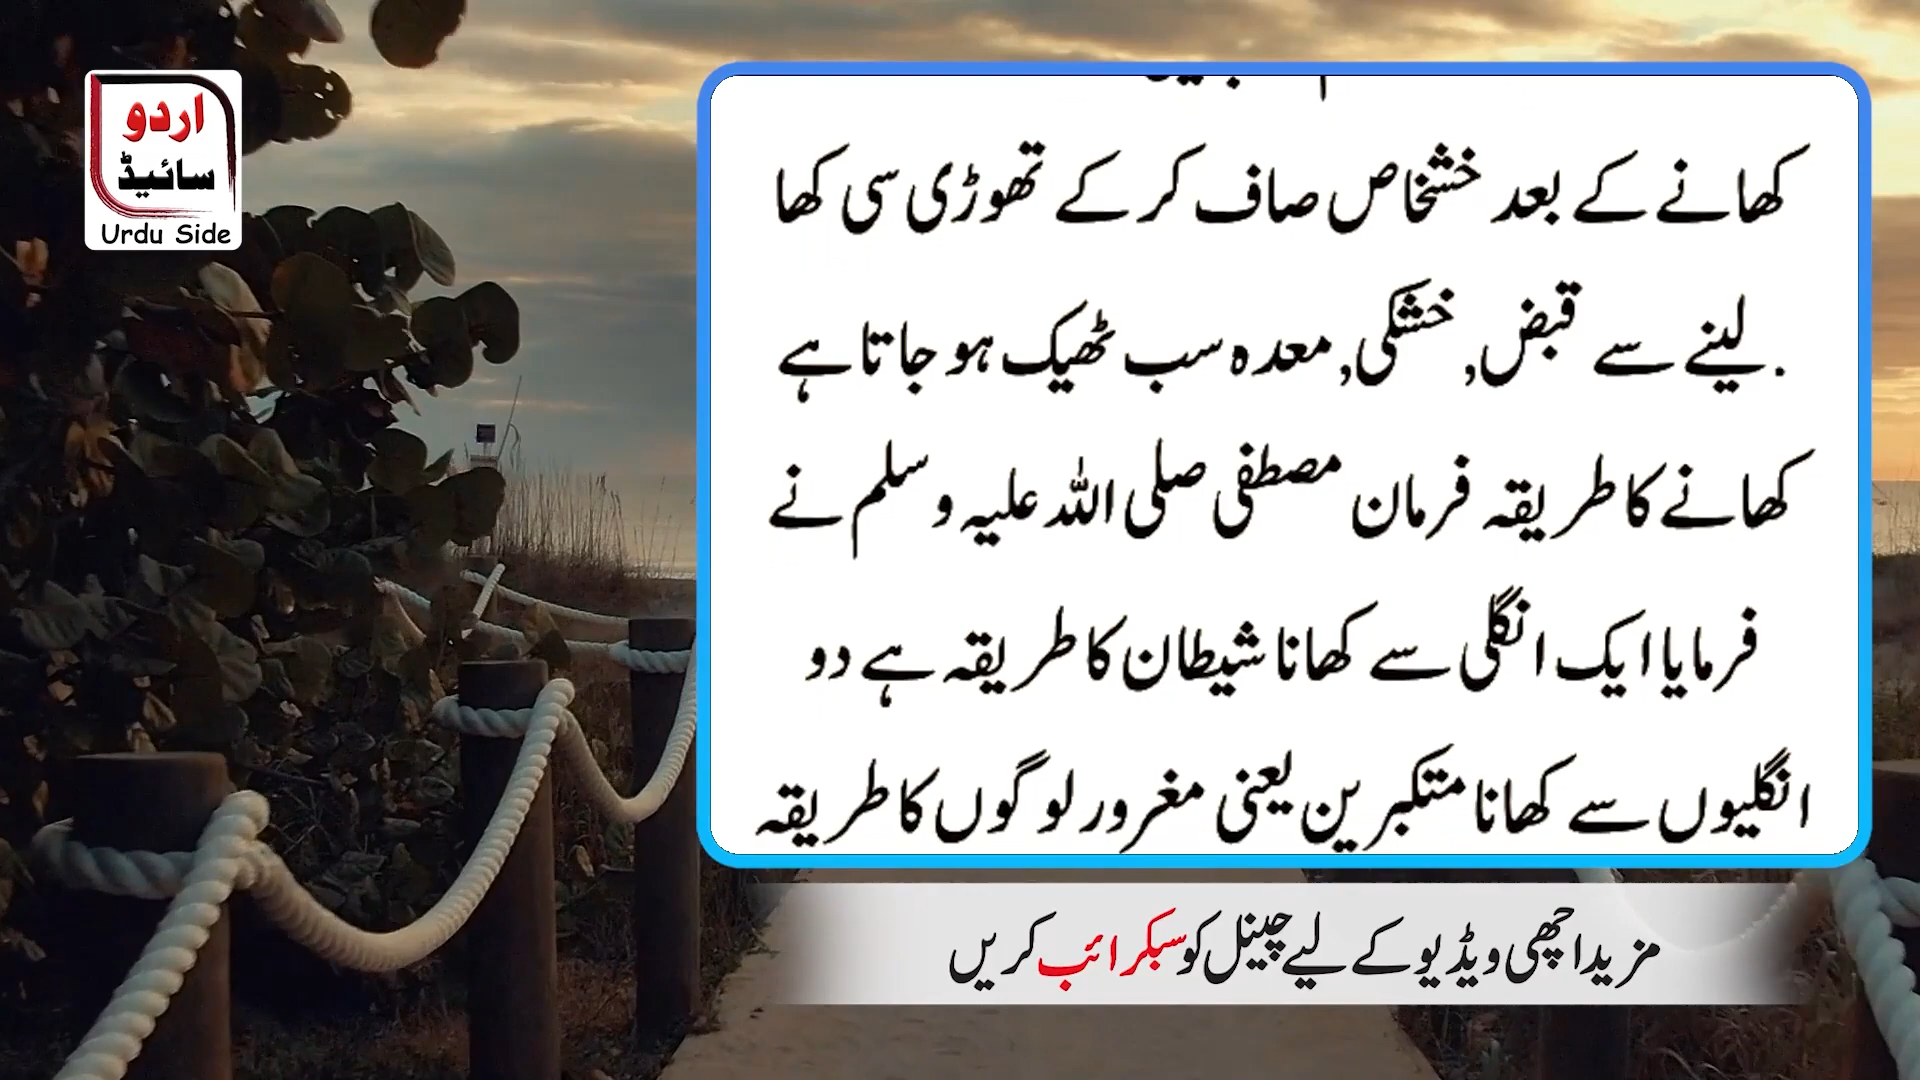 اردو
سائیڈ
Urdu Side
کھانے کے بعد خشخاص صاف کر کے تھوڑی سی کھا
لینے سے قبض, خشکی, معدہ سب ٹھیک ہو جاتا ہے.
کھانے کا طریقہ فرمان مصطفی صلی اللہ علیہ و سلم نے
فرمایا ایک انگلی سے کھانا شیطان کا طریقہ ہے دو
انگلیوں سے کھانا متکبرین یعنی مغرور لوگوں کا طریقہ
مزید اچھی ویڈیو کے لیے چینل کو سبکرائب کریں